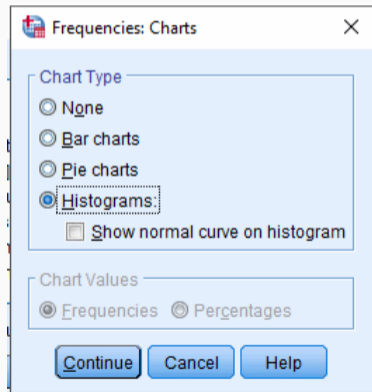 Frequencies: Charts
Chart Type
None
Bar charts
Pie charts
Histograms:
Show normal curve on histogram
Chart Values
Frequencies Percentages
Continue Cancel Help